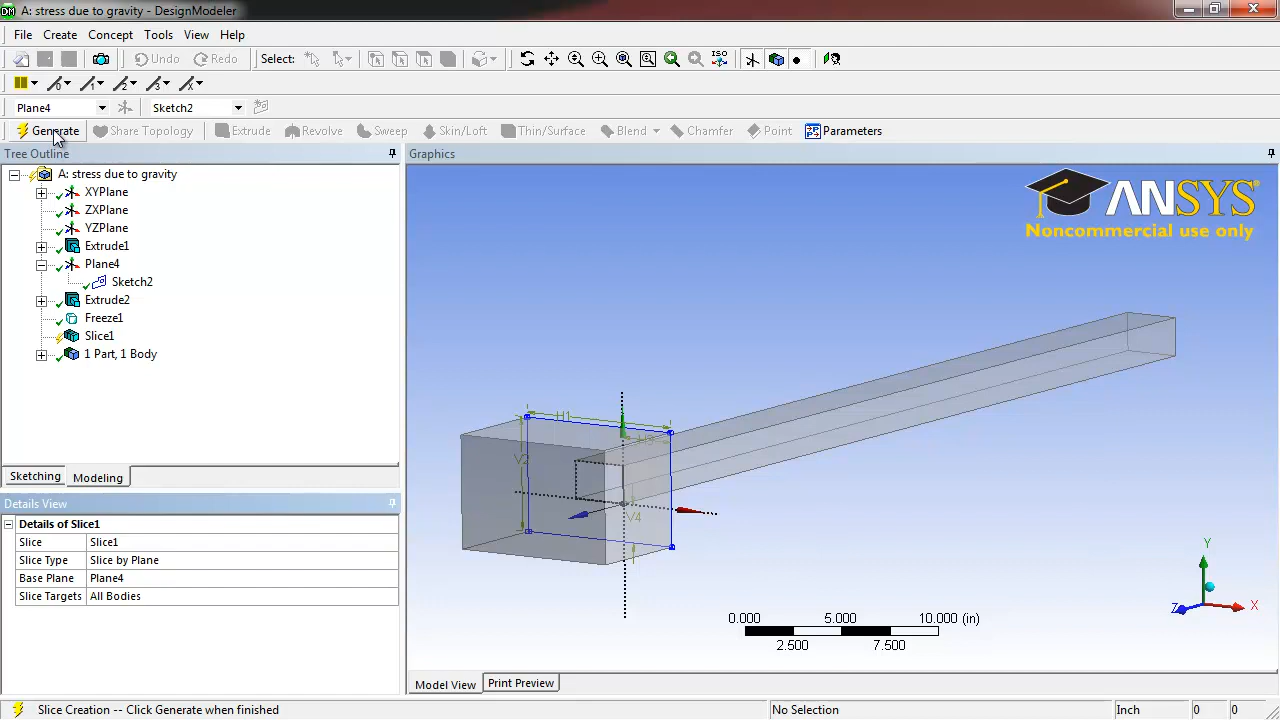 A: stress due to gravity - DesignModeler
File Create Concept Tools View Help
Undo Redo Select: ISO
Plane4 Sketch2
Generate Share Topology Extrude Revolve Sweep Skin/Loft Thin/Surface Blend Chamfer Point Parameters
Tree Outline
Graphics
A: stress due to gravity
XYPlane
ZXPlane
YZPlane
Extrude1
Plane4
Sketch2
Extrude2
Freeze1
Slice1
1 Part, 1 Body
Sketching Modeling
Details View
Details of Slice1
Slice Slice1
Slice Type Slice by Plane
Base Plane Plane4
Slice Targets All Bodies
ANSYS
Noncommercial use only
H1
V2
V4
Y
Z X
0.000 5.000 10.000 (in)
2.500 7.500
Model View Print Preview
Slice Creation -- Click Generate when finished No Selection Inch 0 0